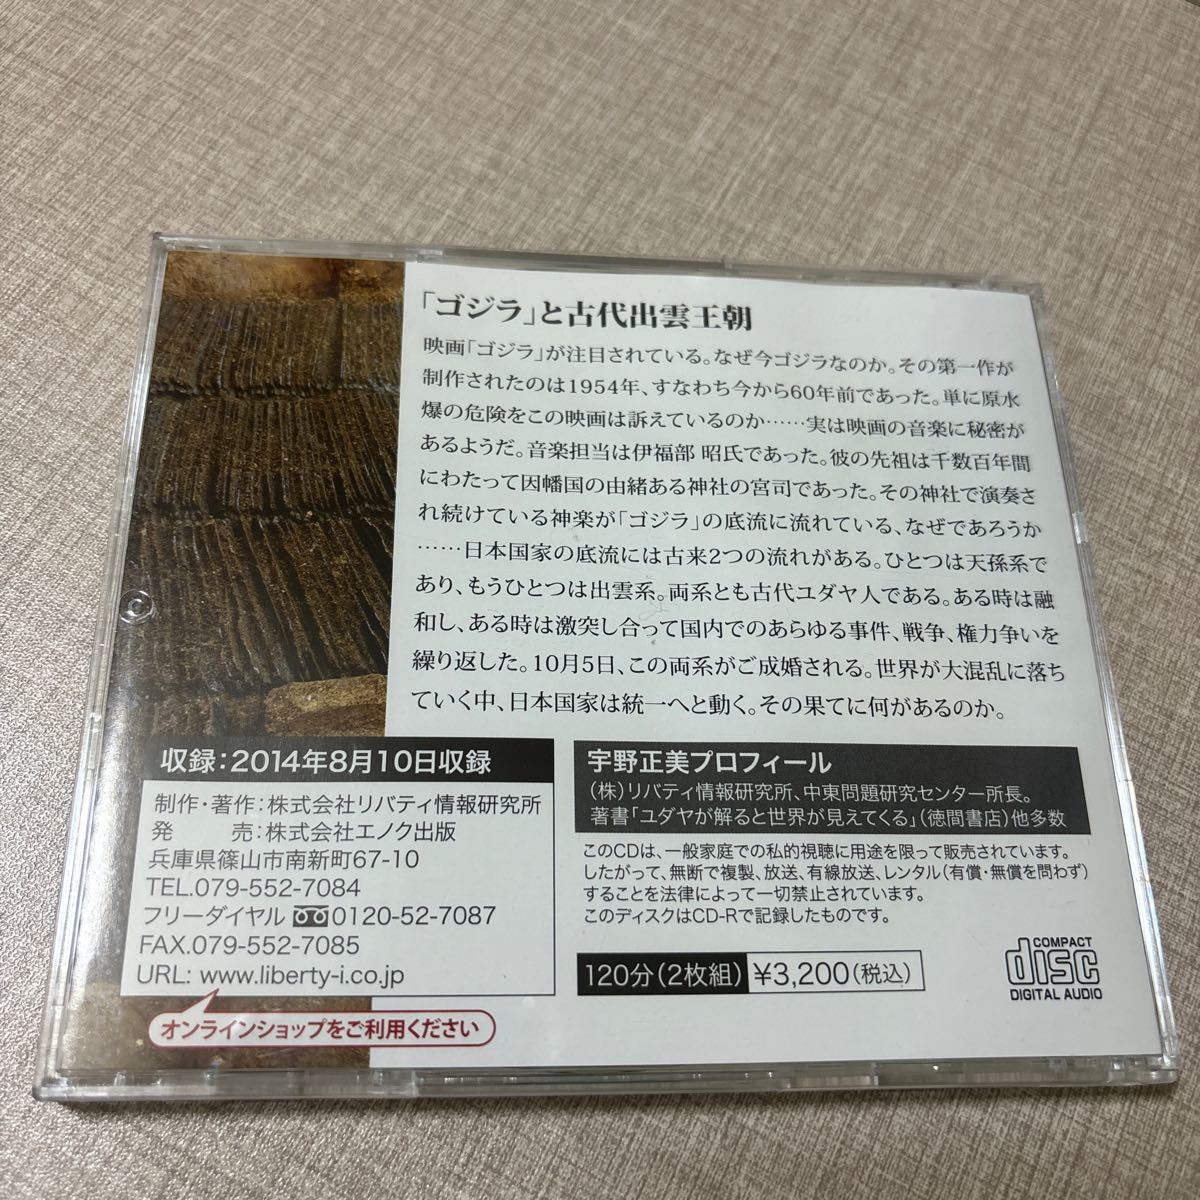 「ゴジラ」と古代出雲王朝
映画「ゴジラ」が注目されている。なぜ今ゴジラなのか。その第一作が
制作されたのは1954年、すなわち今から60年前であった。単に原水
爆の危険をこの映画は訴えているのか……実は映画の音楽に秘密が
あるようだ。音楽担当は伊福部 昭氏であった。彼の先祖は千数百年間
にわたって因幡国の由緒ある神社の宮司であった。その神社で演奏さ
れ続けている神楽が「ゴジラ」の底流に流れている、なぜであろうか
……日本国家の底流には古来2つの流れがある。ひとつは天孫系で
あり、もうひとつは出雲系。両系とも古代ユダヤ人である。ある時は融
和し、ある時は激突し合って国内でのあらゆる事件、戦争、権力争いを
繰り返した。10月5日、この両系がご成婚される。世界が大混乱に落ち
ていく中、日本国家は統一へと動く。その果てに何があるのか。
収録：2014年8月10日収録
制作・著作：株式会社リバティ情報研究所
発　　売：株式会社エノク出版
兵庫県篠山市南新町67-10
TEL.079-552-7084
フリーダイヤル 0120-52-7087
FAX.079-552-7085
URL: www.liberty-i.co.jp
オンラインショップをご利用ください
宇野正美プロフィール
（株）リバティ情報研究所、中東問題研究センター所長。
著書「ユダヤが解ると世界が見えてくる」（徳間書店）他多数
このCDは、一般家庭での私的視聴に用途を限って販売されています。
したがって、無断で複製、放送、有線放送、レンタル（有償・無償を問わず）
することを法律によって一切禁止されています。
このディスクはCD-Rで記録したものです。
120分（2枚組） ¥3,200（税込）
COMPACT
disc
DIGITAL AUDIO